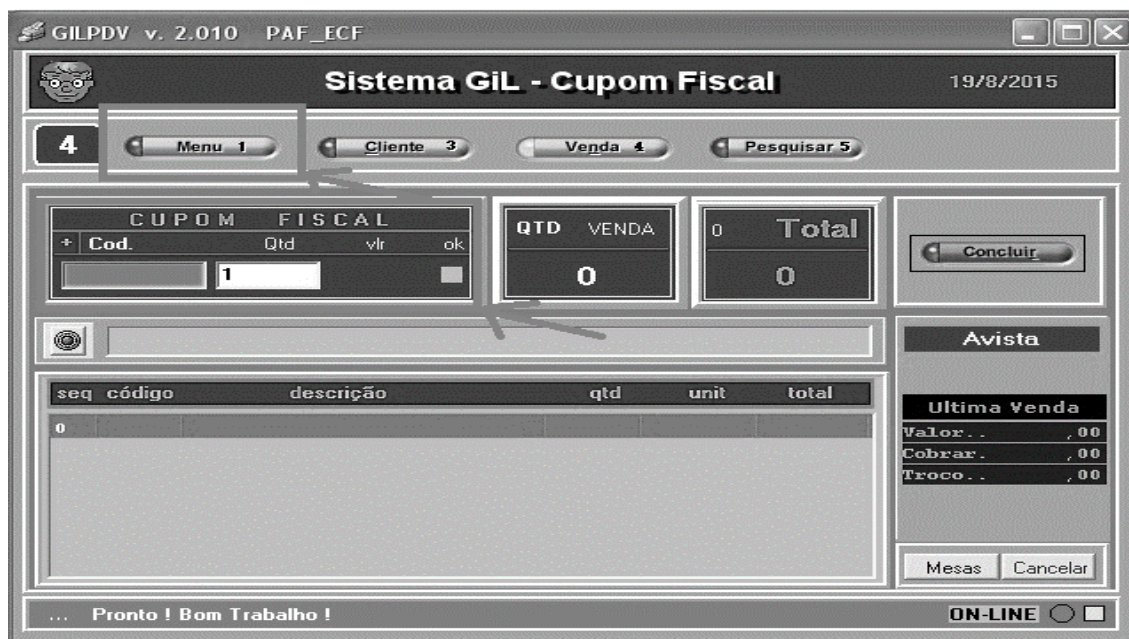 GILPDV v. 2.010 PAF_ECF
Sistema GiL - Cupom Fiscal 19/8/2015
4 Menu 1 Cliente 3 Venda 4 Pesquisar 5
CUPOM FISCAL
+ Cod. Qtd vlr ok
1
QTD VENDA
0
0 Total
0
Concluir
Avista
seq código descrição qtd unit total
0
Ultima Venda
Valor.. ,00
Cobrar. ,00
Troco.. ,00
Mesas Cancelar
... Pronto ! Bom Trabalho ! ON-LINE